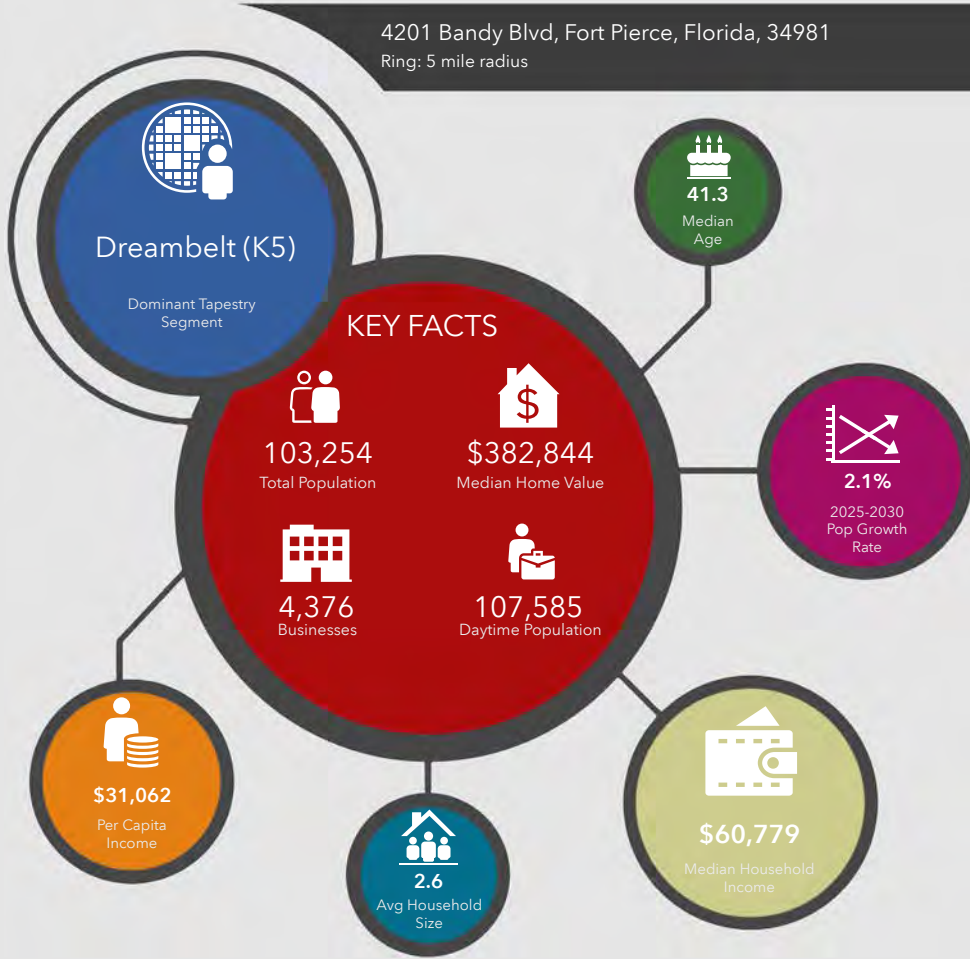 4201 Bandy Blvd, Fort Pierce, Florida, 34981
Ring: 5 mile radius
Dreambelt (K5)
Dominant Tapestry
Segment
41.3
Median
Age
KEY FACTS
103,254
Total Population
$
$382,844
Median Home Value
4,376
Businesses
107,585
Daytime Population
2.1%
2025-2030
Pop Growth
Rate
$31,062
Per Capita
Income
2.6
Avg Household
Size
$60,779
Median Household
Income